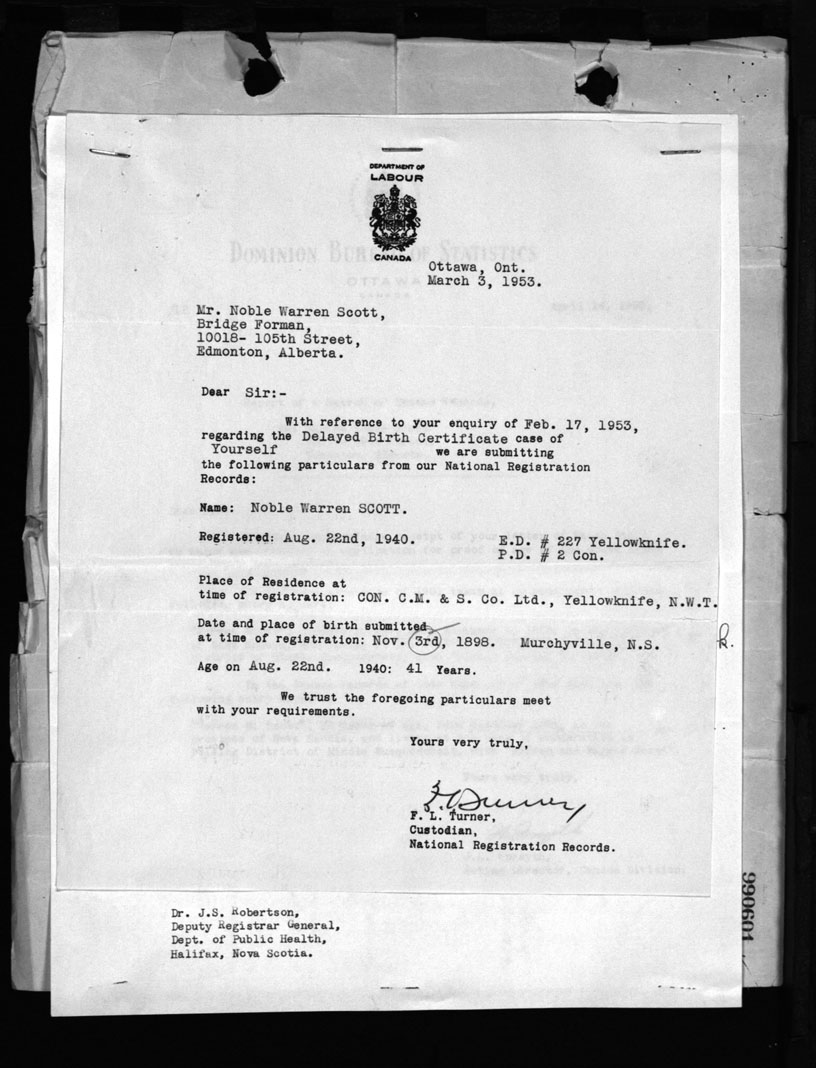 DEPARTMENT OF
LABOUR
CANADA
DOMINION BUREAU OF STATISTICS
OTTAWA
CANADA
Ottawa, Ont.
March 3, 1953.
Mr. Noble Warren Scott,
Bridge Forman,
10018- 105th Street,
Edmonton, Alberta.
Dear Sir:-
With reference to your enquiry of Feb. 17, 1953,
regarding the Delayed Birth Certificate case of
Yourself we are submitting
the following particulars from our National Registration
Records:
Name: Noble Warren SCOTT.
Registered: Aug. 22nd, 1940. E.D. # 227 Yellowknife.
P.D. # 2 Con.
Place of Residence at
time of registration: CON. C.M. & S. Co. Ltd., Yellowknife, N.W.T.
Date and place of birth submitted
at time of registration: Nov. 3rd, 1898. Murchyville, N.S.
Age on Aug. 22nd. 1940: 41 Years.
We trust the foregoing particulars meet
with your requirements.
Yours very truly,
F. L. Turner,
Custodian,
National Registration Records.
Dr. J.S. Robertson,
Deputy Registrar General,
Dept. of Public Health,
Halifax, Nova Scotia.
990601